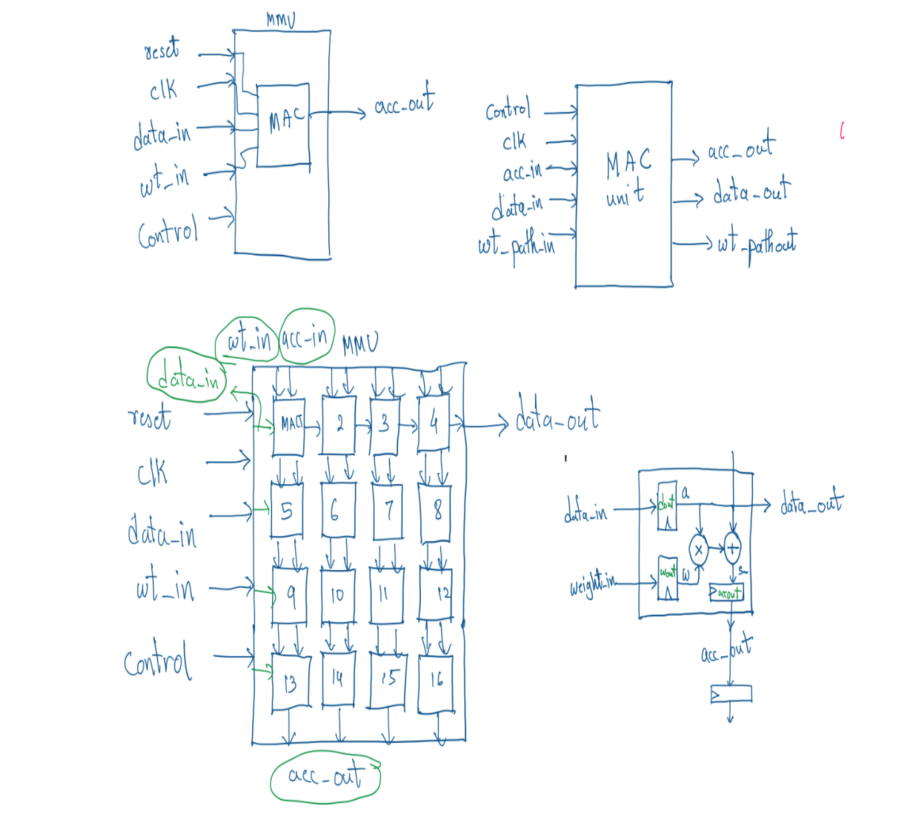 MMU
reset
clk
data_in
wt_in
Control
MAC
acc_out
Control
clk
acc_in
data_in
wt_path_in
MAC
unit
acc_out
data_out
wt_pathout
wt_in acc_in MMU
data_in
reset
clk
data_in
wt_in
Control
MAC 2 3 4
5 6 7 8
9 10 11 12
13 14 15 16
data_out
acc_out
data_in
weight_in
dout
a
wout
w
x
+
s
accout
data_out
acc_out